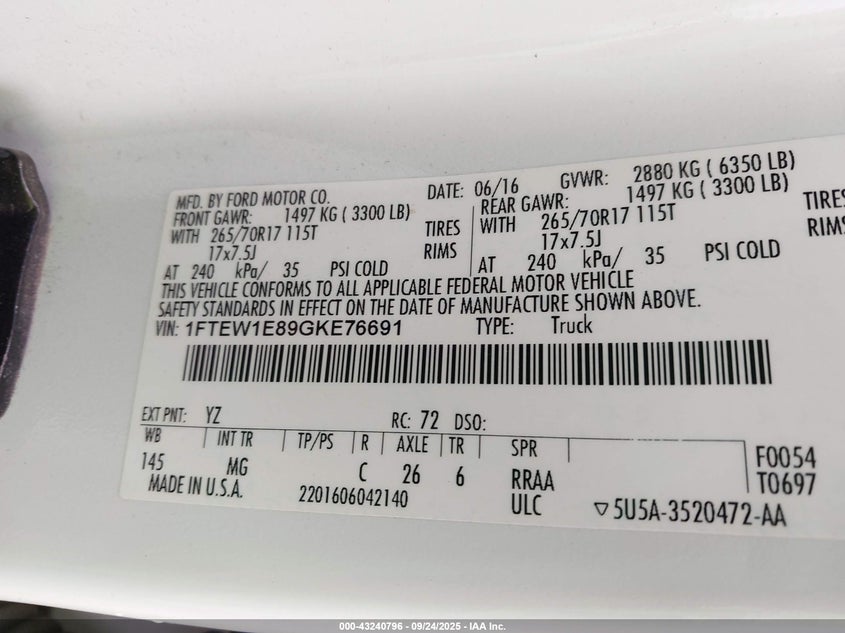 MFD. BY FORD MOTOR CO. DATE: 06/16 GVWR: 2880 KG ( 6350 LB)
FRONT GAWR: 1497 KG ( 3300 LB) REAR GAWR: 1497 KG ( 3300 LB)
WITH 265/70R17 115T TIRES WITH 265/70R17 115T TIRES
17x7.5J RIMS 17x7.5J RIMS
AT 240 kPa/ 35 PSI COLD AT 240 kPa/ 35 PSI COLD
THIS VEHICLE CONFORMS TO ALL APPLICABLE FEDERAL MOTOR VEHICLE
SAFETY STANDARDS IN EFFECT ON THE DATE OF MANUFACTURE SHOWN ABOVE.
VIN: 1FTEW1E89GKE76691 TYPE: Truck
EXT PNT: YZ RC: 72 DSO:
WB INT TR TP/PS R AXLE TR SPR
145 MG C 26 6 RRAA F0054
MADE IN U.S.A. 2201606042140 ULC T0697
▽5U5A-3520472-AA
000-43240796 - 09/24/2025 - IAA Inc.